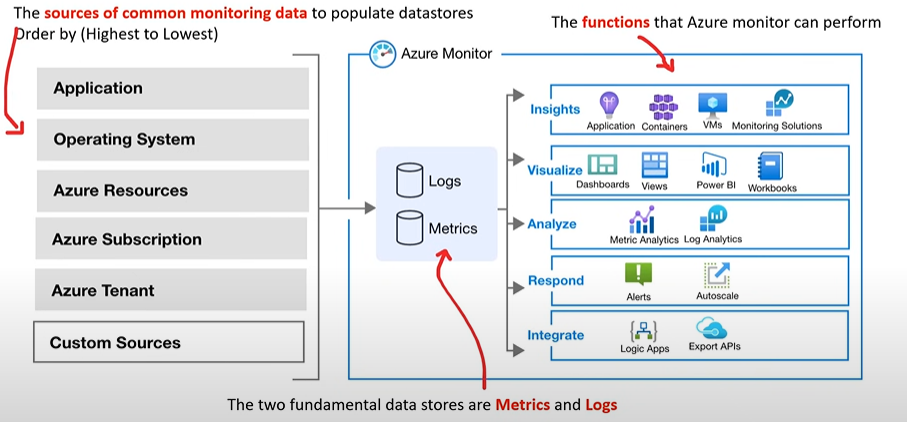 The sources of common monitoring data to populate datastores
Order by (Highest to Lowest)
The functions that Azure monitor can perform
Azure Monitor
Application
Operating System
Azure Resources
Azure Subscription
Azure Tenant
Custom Sources
Logs
Metrics
Insights
Application Containers VMs Monitoring Solutions
Visualize
Dashboards Views Power BI Workbooks
Analyze
Metric Analytics Log Analytics
Respond
Alerts Autoscale
Integrate
Logic Apps Export APIs
The two fundamental data stores are Metrics and Logs